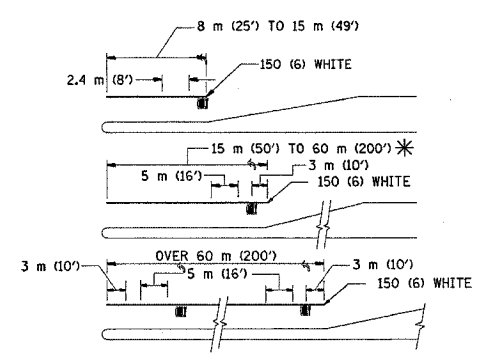 8 m (25') TO 15 m (49')
150 (6) WHITE
2.4 m (8')
15 m (50') TO 60 m (200') ✳
3 m (10')
5 m (16')
150 (6) WHITE
OVER 60 m (200')
3 m (10')
5 m (16')
3 m (10')
150 (6) WHITE